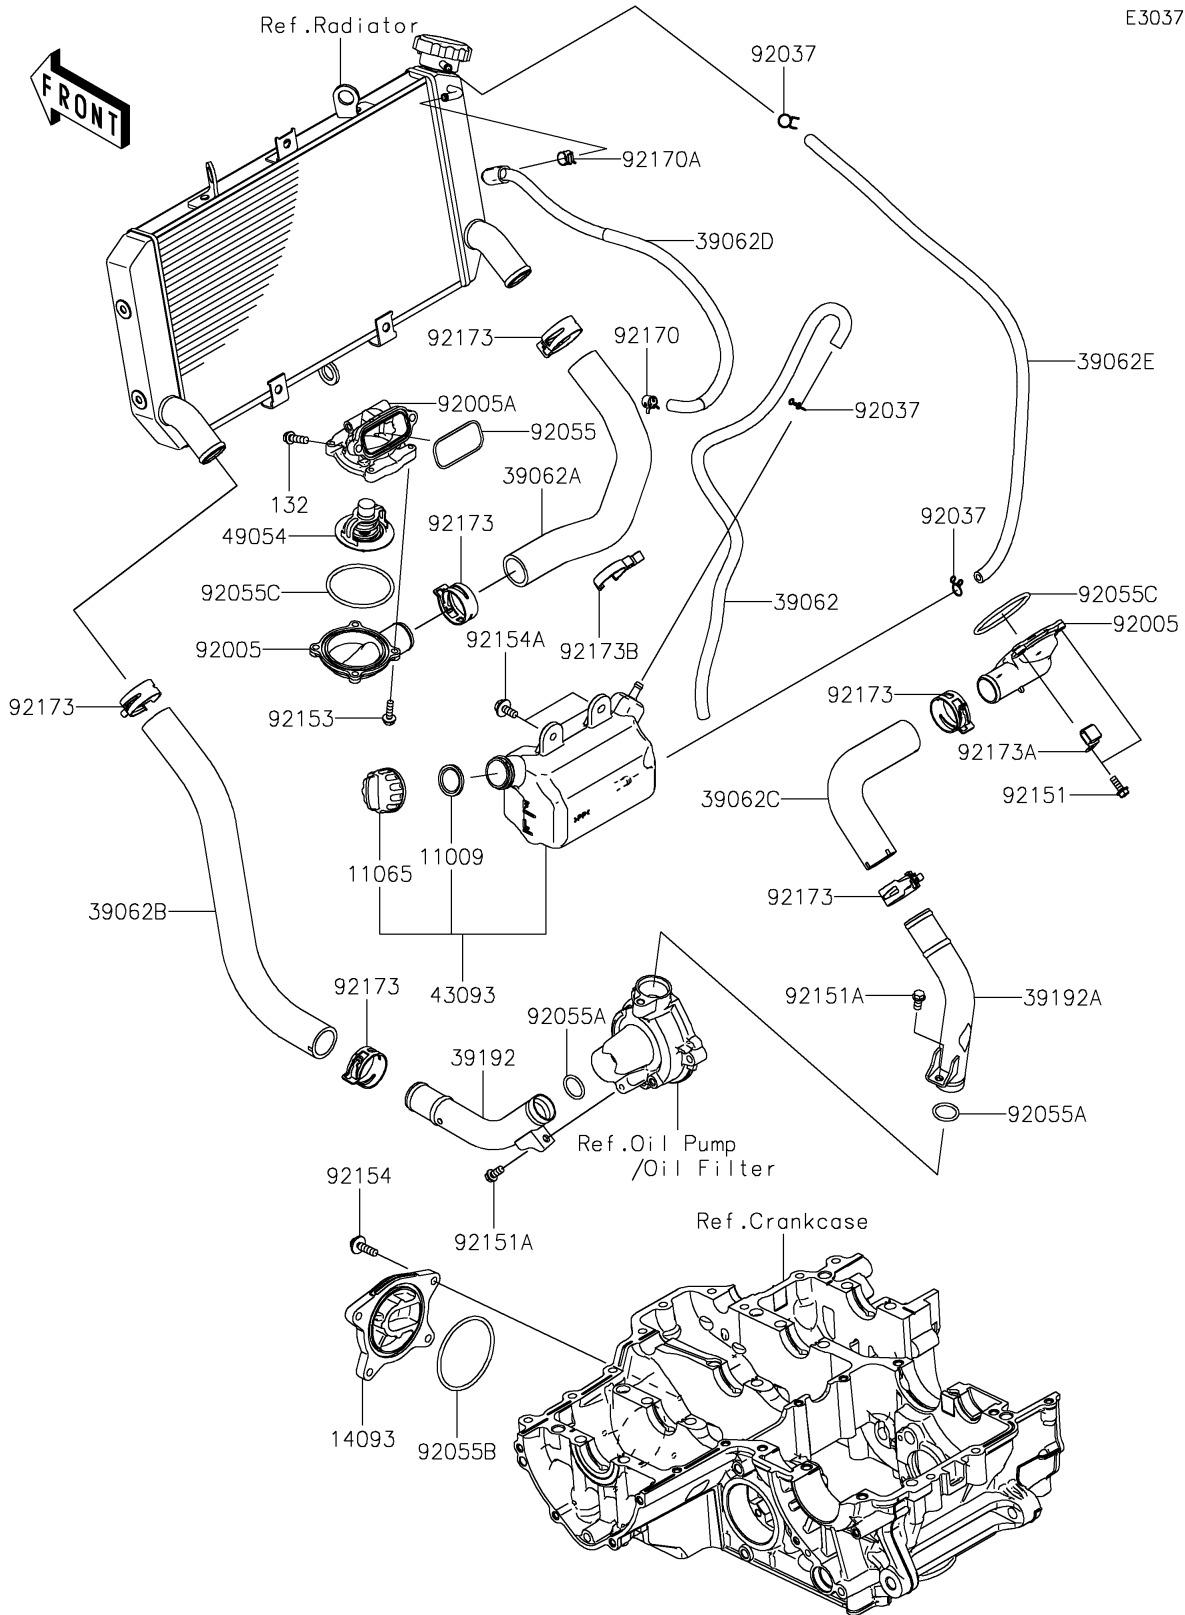 E3037
Ref.Radiator
FRONT
92037
92170A
39062D
92173
92170
39062E
92005A
92055
92037
132
39062A
49054
92173
92037
92055C
39062
92055C
92005
92154A
92173B
92005
92173
92153
92173
92173A
92151
39062C
F
L
>PP<
11065
11009
92173
39062B
92173
43093
92055A
92151A
39192A
39192
92055A
Ref.Oil Pump
/Oil Filter
92154
92151A
Ref.Crankcase
14093
92055B